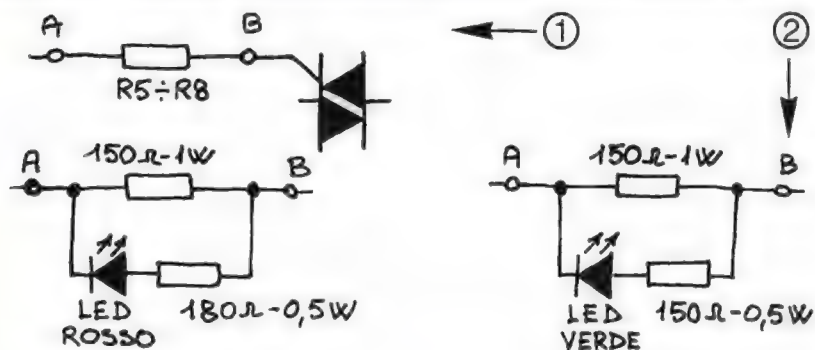 A B ① ②
R5÷R8
A 150Ω-1W B
A 150Ω-1W B
LED ROSSO 180Ω-0,5W
LED VERDE 150Ω-0,5W